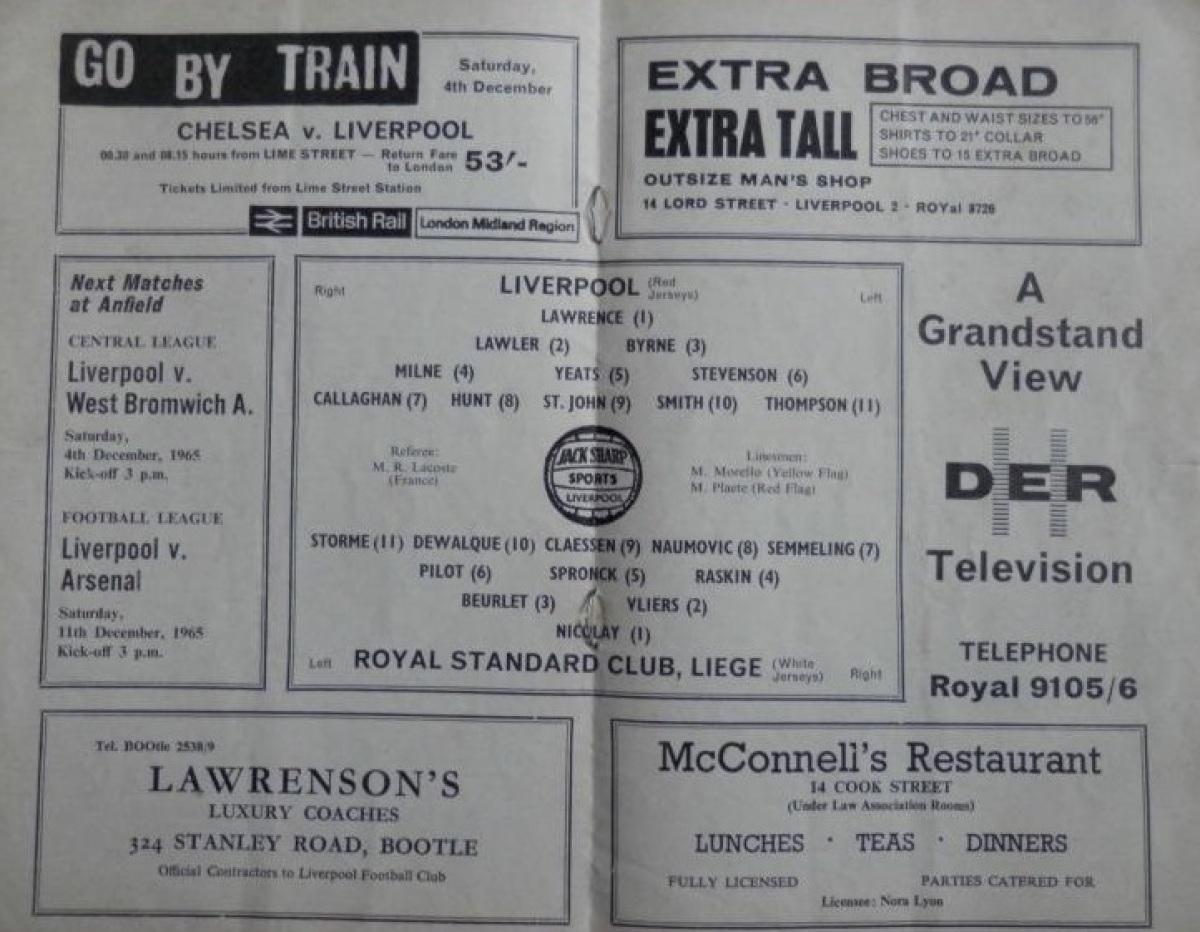 GO BY TRAIN
Saturday,
4th December
CHELSEA v. LIVERPOOL
00.30 and 08.15 hours from LIME STREET — Return Fare to London 53/-
Tickets Limited from Lime Street Station
British Rail London Midland Region
EXTRA BROAD
EXTRA TALL
CHEST AND WAIST SIZES TO 56"
SHIRTS TO 21" COLLAR
SHOES TO 15 EXTRA BROAD
OUTSIZE MAN'S SHOP
14 LORD STREET · LIVERPOOL 2 · ROYal 8726
Next Matches
at Anfield
CENTRAL LEAGUE
Liverpool v.
West Bromwich A.
Saturday,
4th December, 1965
Kick-off 3 p.m.
FOOTBALL LEAGUE
Liverpool v.
Arsenal
Saturday,
11th December, 1965
Kick-off 3 p.m.
Right LIVERPOOL (Red Jerseys) Left
LAWRENCE (1)
LAWLER (2) BYRNE (3)
MILNE (4) YEATS (5) STEVENSON (6)
CALLAGHAN (7) HUNT (8) ST. JOHN (9) SMITH (10) THOMPSON (11)
Referee:
M. R. Lacoste
(France)
JACK SHARP
SPORTS
LIVERPOOL
Linesmen:
M. Morello (Yellow Flag)
M. Placte (Red Flag)
STORME (11) DEWALQUE (10) CLAESSEN (9) NAUMOVIC (8) SEMMELING (7)
PILOT (6) SPRONCK (5) RASKIN (4)
BEURLET (3) VLIERS (2)
NICOLAY (1)
Left ROYAL STANDARD CLUB, LIEGE (White Jerseys) Right
A
Grandstand
View
DER
Television
TELEPHONE
Royal 9105/6
Tel. BOOtle 2538/9
LAWRENSON'S
LUXURY COACHES
324 STANLEY ROAD, BOOTLE
Official Contractors to Liverpool Football Club
McConnell's Restaurant
14 COOK STREET
(Under Law Association Rooms)
LUNCHES · TEAS · DINNERS
FULLY LICENSED PARTIES CATERED FOR
Licensee: Nora Lyon